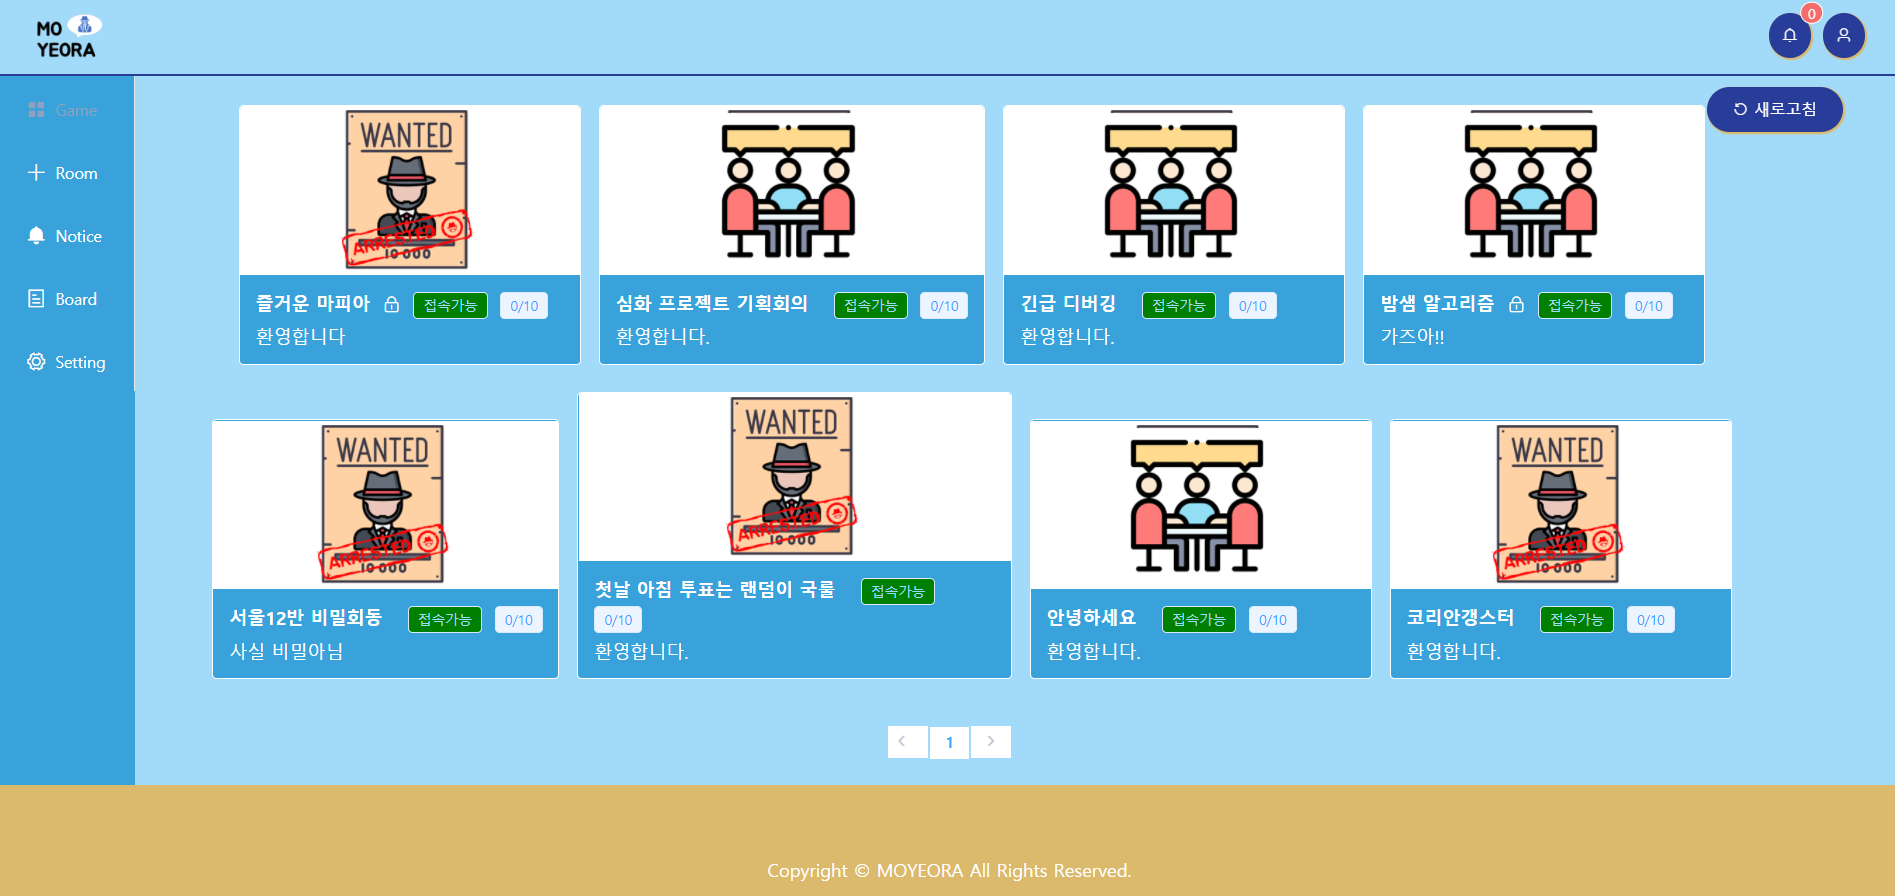 MO
YEORA
0
Game
Room
Notice
Board
Setting
새로고침
WANTED
ARRESTED
10 000
즐거운 마피아 접속가능 0/10
환영합니다
심화 프로젝트 기획회의 접속가능 0/10
환영합니다.
긴급 디버깅 접속가능 0/10
환영합니다.
밤샘 알고리즘 접속가능 0/10
가즈아!!
WANTED
ARRESTED
10 000
서울12반 비밀회동 접속가능 0/10
사실 비밀아님
WANTED
ARRESTED
10 000
첫날 아침 투표는 랜덤이 국룰 접속가능
0/10
환영합니다.
안녕하세요 접속가능 0/10
환영합니다.
WANTED
ARRESTED
10 000
코리안갱스터 접속가능 0/10
환영합니다.
1
Copyright © MOYEORA All Rights Reserved.